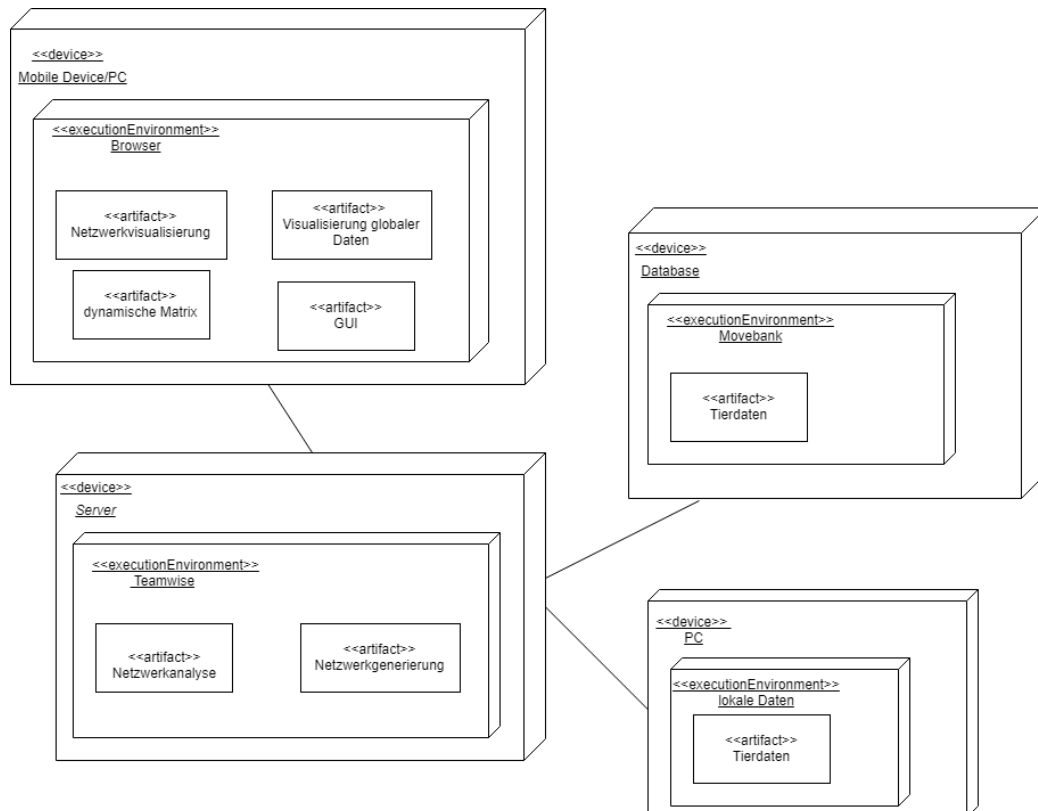 <<device>>
Mobile Device/PC
<<executionEnvironment>>
Browser
<<artifact>>
Netzwerkvisualisierung
<<artifact>>
Visualisierung globaler
Daten
<<artifact>>
dynamische Matrix
<<artifact>>
GUI
<<device>>
Database
<<executionEnvironment>>
Movebank
<<artifact>>
Tierdaten
<<device>>
Server
<<executionEnvironment>>
Teamwise
<<artifact>>
Netzwerkanalyse
<<artifact>>
Netzwerkgenerierung
<<device>>
PC
<<executionEnvironment>>
lokale Daten
<<artifact>>
Tierdaten